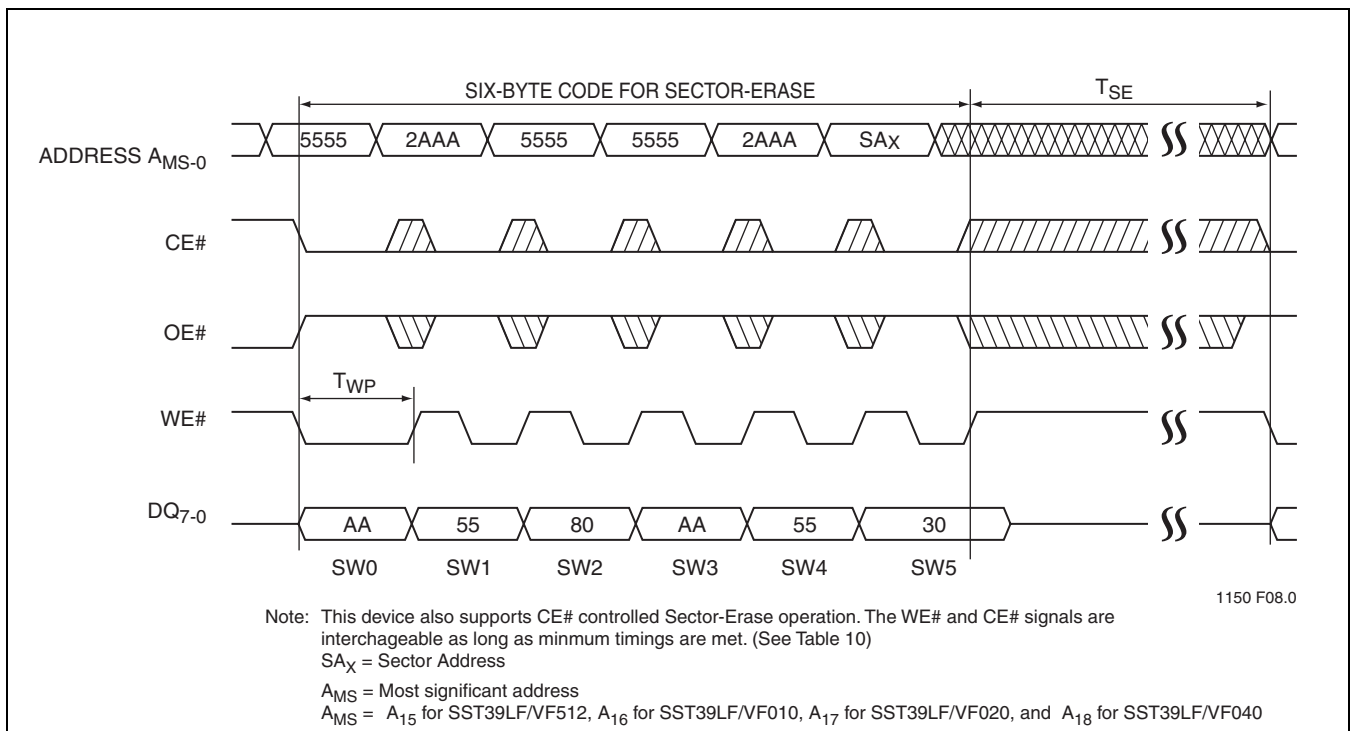 SIX-BYTE CODE FOR SECTOR-ERASE TSE
ADDRESS AMS-0 5555 2AAA 5555 5555 2AAA SAX
CE#
OE#
TWP
WE#
DQ7-0 AA 55 80 AA 55 30
SW0 SW1 SW2 SW3 SW4 SW5
1150 F08.0
Note: This device also supports CE# controlled Sector-Erase operation. The WE# and CE# signals are
interchageable as long as minmum timings are met. (See Table 10)
SAX = Sector Address
AMS = Most significant address
AMS = A15 for SST39LF/VF512, A16 for SST39LF/VF010, A17 for SST39LF/VF020, and A18 for SST39LF/VF040